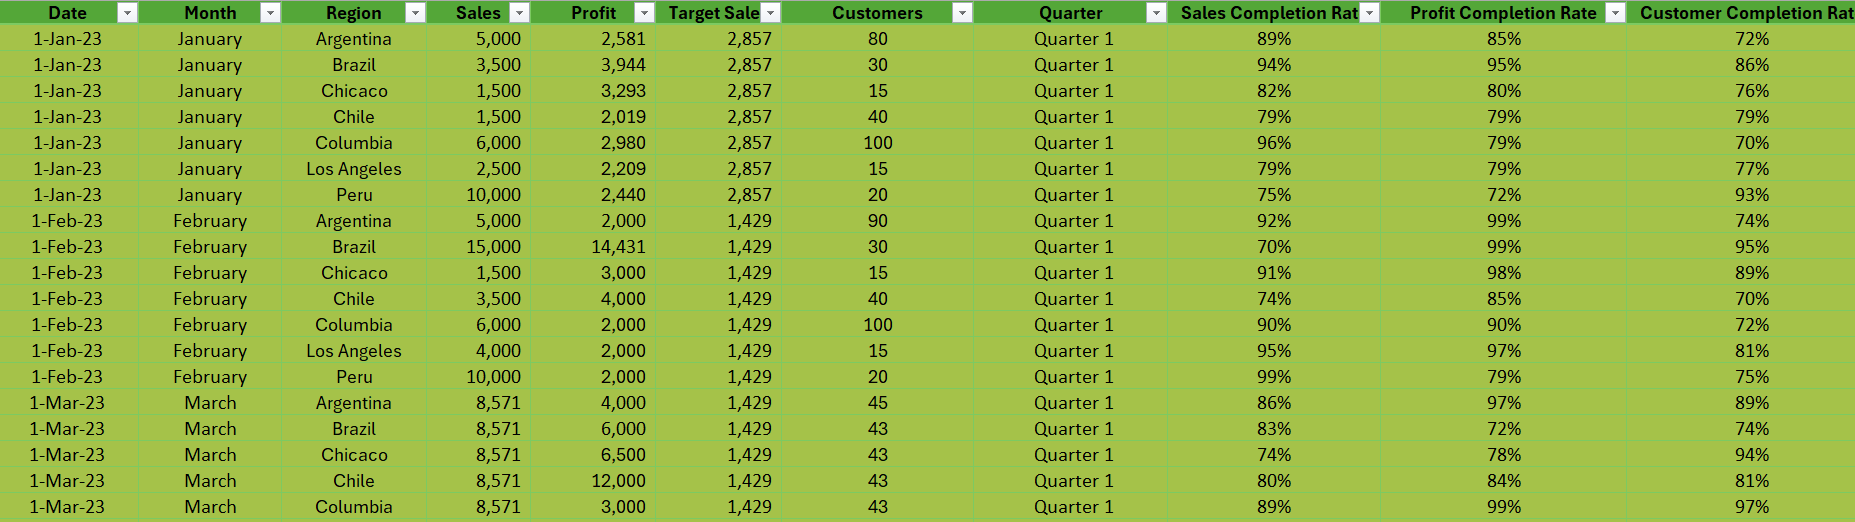 Date Month Region Sales Profit Target Sale Customers Quarter Sales Completion Rat Profit Completion Rate Customer Completion Rat
1-Jan-23 January Argentina 5,000 2,581 2,857 80 Quarter 1 89% 85% 72%
1-Jan-23 January Brazil 3,500 3,944 2,857 30 Quarter 1 94% 95% 86%
1-Jan-23 January Chicaco 1,500 3,293 2,857 15 Quarter 1 82% 80% 76%
1-Jan-23 January Chile 1,500 2,019 2,857 40 Quarter 1 79% 79% 79%
1-Jan-23 January Columbia 6,000 2,980 2,857 100 Quarter 1 96% 79% 70%
1-Jan-23 January Los Angeles 2,500 2,209 2,857 15 Quarter 1 79% 79% 77%
1-Jan-23 January Peru 10,000 2,440 2,857 20 Quarter 1 75% 72% 93%
1-Feb-23 February Argentina 5,000 2,000 1,429 90 Quarter 1 92% 99% 74%
1-Feb-23 February Brazil 15,000 14,431 1,429 30 Quarter 1 70% 99% 95%
1-Feb-23 February Chicaco 1,500 3,000 1,429 15 Quarter 1 91% 98% 89%
1-Feb-23 February Chile 3,500 4,000 1,429 40 Quarter 1 74% 85% 70%
1-Feb-23 February Columbia 6,000 2,000 1,429 100 Quarter 1 90% 90% 72%
1-Feb-23 February Los Angeles 4,000 2,000 1,429 15 Quarter 1 95% 97% 81%
1-Feb-23 February Peru 10,000 2,000 1,429 20 Quarter 1 99% 79% 75%
1-Mar-23 March Argentina 8,571 4,000 1,429 45 Quarter 1 86% 97% 89%
1-Mar-23 March Brazil 8,571 6,000 1,429 43 Quarter 1 83% 72% 74%
1-Mar-23 March Chicaco 8,571 6,500 1,429 43 Quarter 1 74% 78% 94%
1-Mar-23 March Chile 8,571 12,000 1,429 43 Quarter 1 80% 84% 81%
1-Mar-23 March Columbia 8,571 3,000 1,429 43 Quarter 1 89% 99% 97%